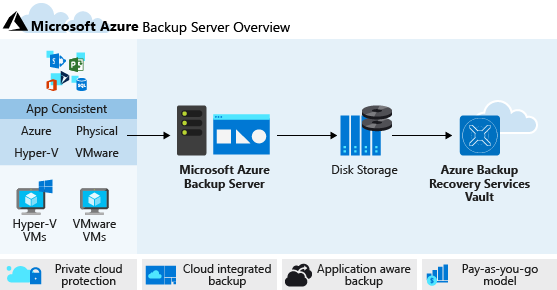 Microsoft Azure Backup Server Overview
App Consistent
Azure Physical
Hyper-V VMware
Hyper-V
VMs
VMware
VMs
Microsoft Azure
Backup Server
Disk Storage
Azure Backup
Recovery Services
Vault
Private cloud
protection
Cloud integrated
backup
Application aware
backup
Pay-as-you-go
model